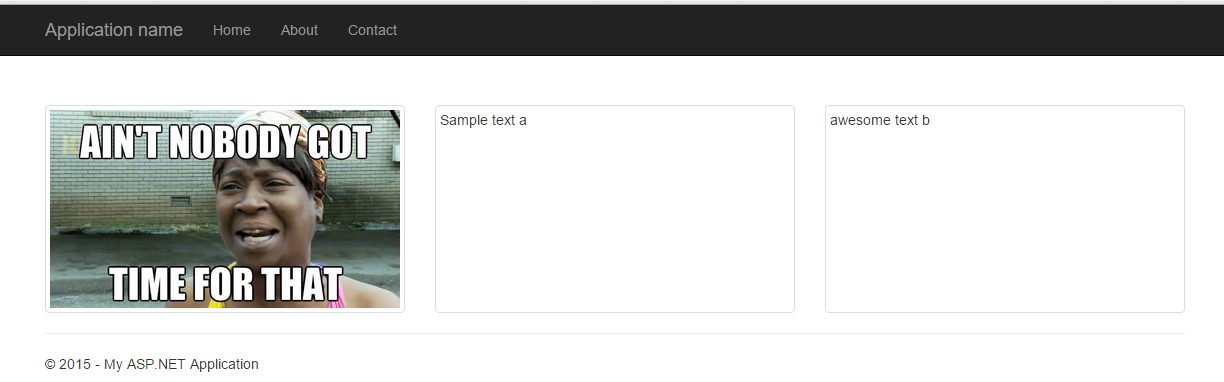 Application name Home About Contact
AIN'T NOBODY GOT
TIME FOR THAT
Sample text a
awesome text b
© 2015 - My ASP.NET Application